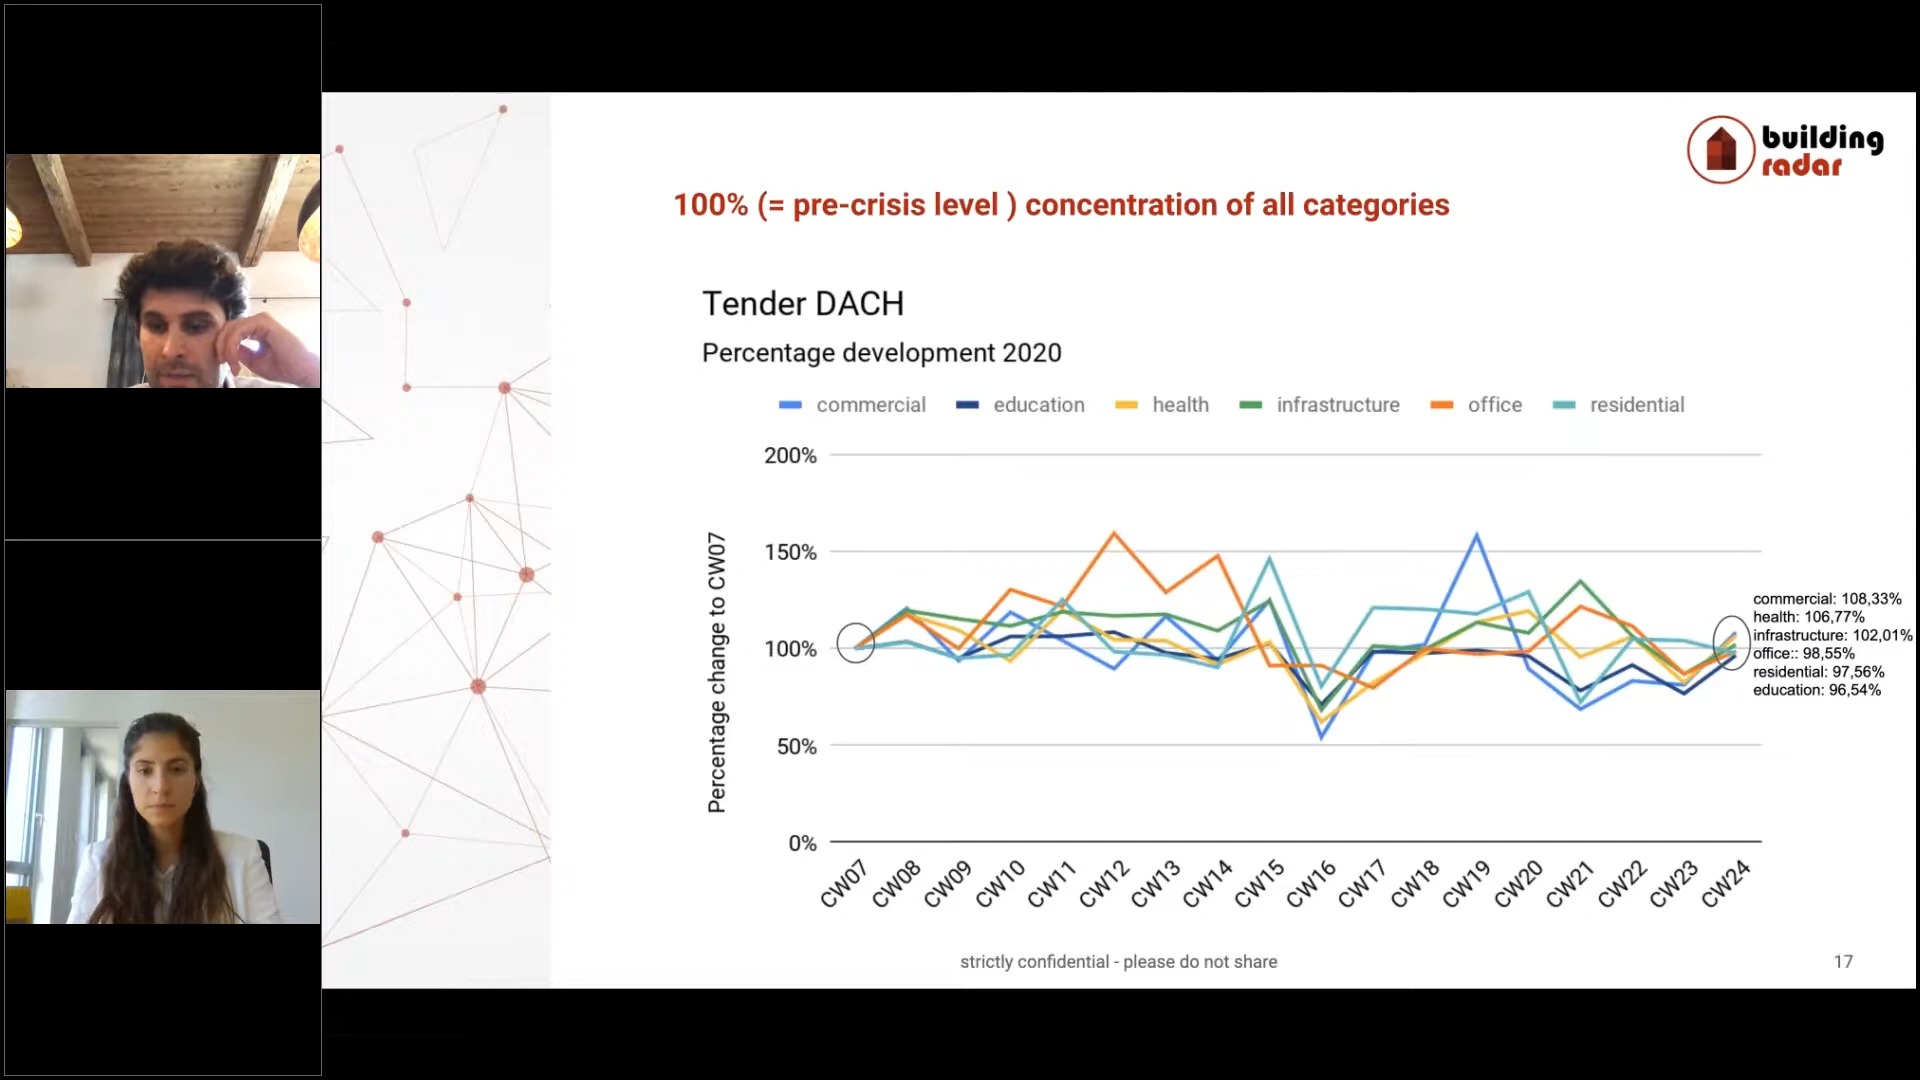 building
radar
100% (= pre-crisis level ) concentration of all categories
Tender DACH
Percentage development 2020
commercial education health infrastructure office residential
Percentage change to CW07
200%
150%
100%
50%
0%
commercial: 108,33%
health: 106,77%
infrastructure: 102,01%
office:: 98,55%
residential: 97,56%
education: 96,54%
CW07 CW08 CW09 CW10 CW11 CW12 CW13 CW14 CW15 CW16 CW17 CW18 CW19 CW20 CW21 CW22 CW23 CW24
strictly confidential - please do not share
17